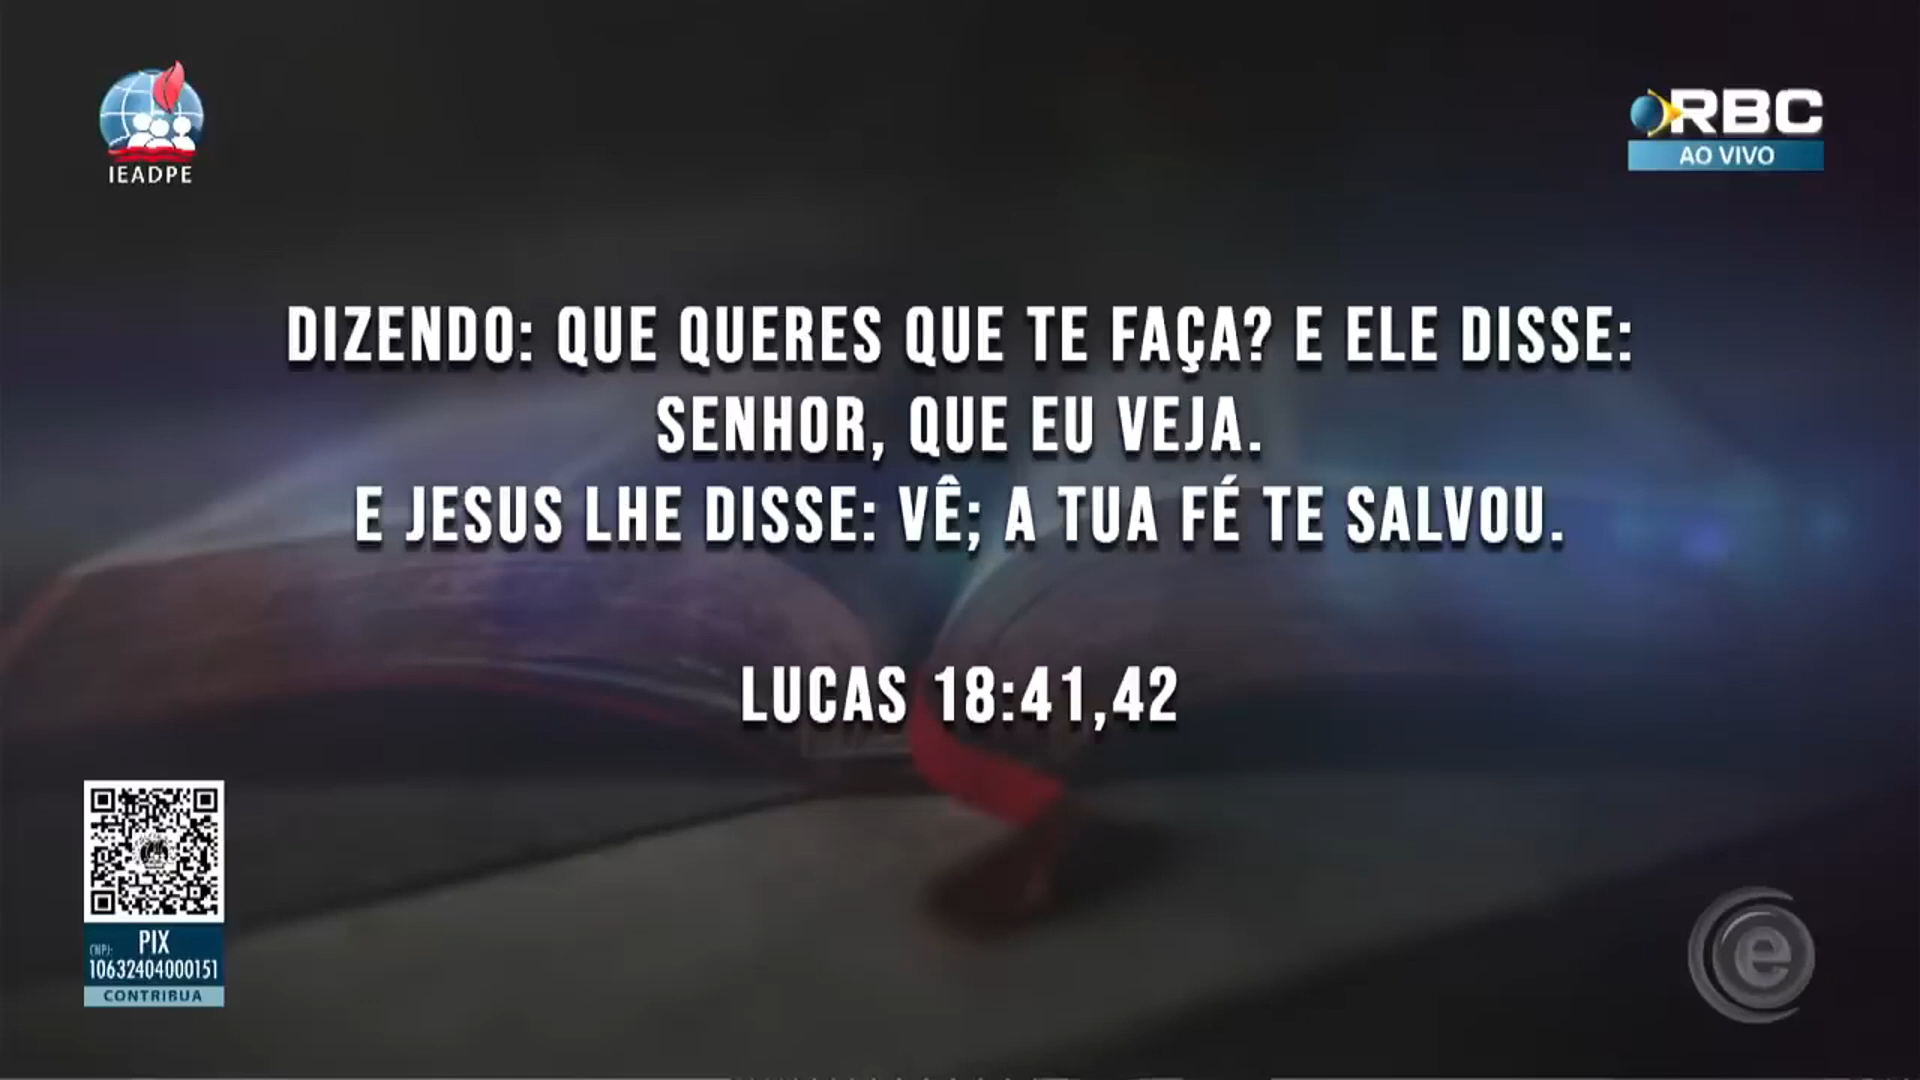 IEADPE
RBC
AO VIVO
DIZENDO: QUE QUERES QUE TE FAÇA? E ELE DISSE:
SENHOR, QUE EU VEJA.
E JESUS LHE DISSE: VÊ; A TUA FÉ TE SALVOU.
LUCAS 18:41,42
CNPJ: PIX
10632404000151
CONTRIBUA
e